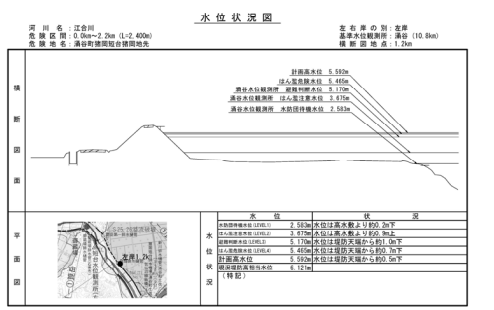 水位状況図
河川名：江合川
左右岸の別：左岸
危険区間：0.0km～2.2km（L=2,400m）
基準水位観測所：涌谷（10.8km）
危険地名：涌谷町猪岡短台猪岡地先
横断図地点：1.2km
横断図面
計画高水位 5.592m
はん濫危険水位 5.465m
涌谷水位観測所 避難判断水位 5.170m
涌谷水位観測所 はん濫注意水位 3.675m
涌谷水位観測所 水防団待機水位 2.583m
平面図
左岸1.2k
水位状況
水位 状況
水防団待機水位(LEVEL1) 2.583m 水位は高水敷より約0.2m下
はん濫注意水位(LEVEL2) 3.675m 水位は高水敷より約0.9m上
避難判断水位(LEVEL3) 5.170m 水位は堤防天端から約1.0m下
はん濫危険水位(LEVEL4) 5.465m 水位は堤防天端から約0.7m下
計画高水位 5.592m 水位は堤防天端から約0.5m下
現況堤防高相当水位 6.121m
（特記）